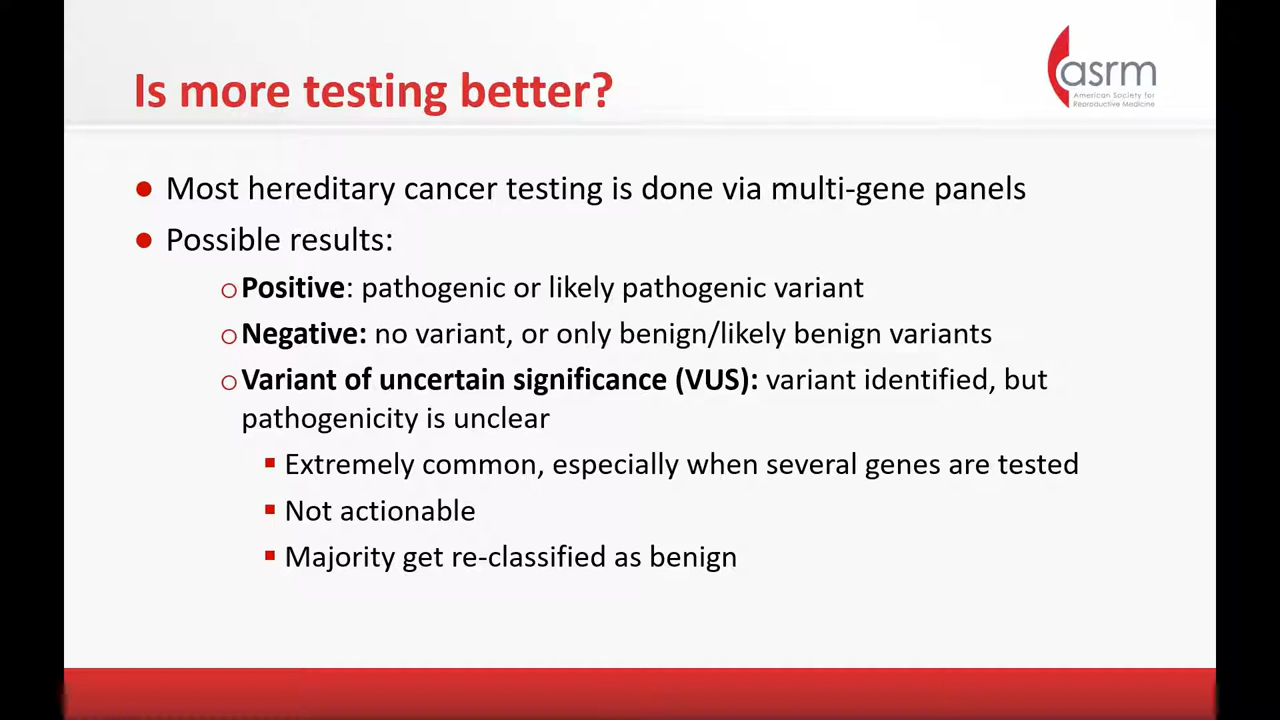 Is more testing better?
asrm
American Society for
Reproductive Medicine
● Most hereditary cancer testing is done via multi-gene panels
● Possible results:
o Positive: pathogenic or likely pathogenic variant
o Negative: no variant, or only benign/likely benign variants
o Variant of uncertain significance (VUS): variant identified, but
pathogenicity is unclear
▪ Extremely common, especially when several genes are tested
▪ Not actionable
▪ Majority get re-classified as benign